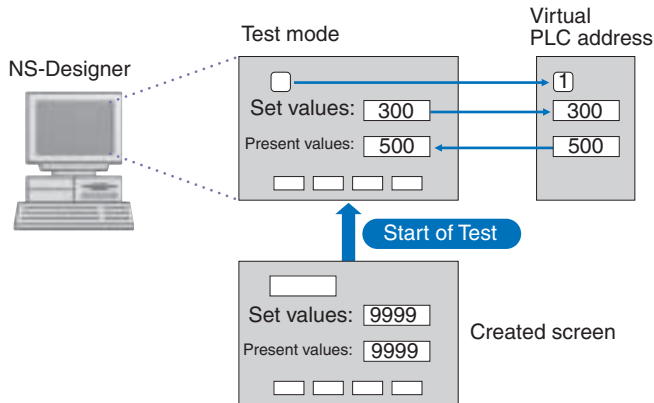 Virtual
Test mode
PLC address
NS-Designer
1
Set values: 300
300
Present values: 500
500
Start of Test
Set values: 9999
Created screen
Present values: 9999